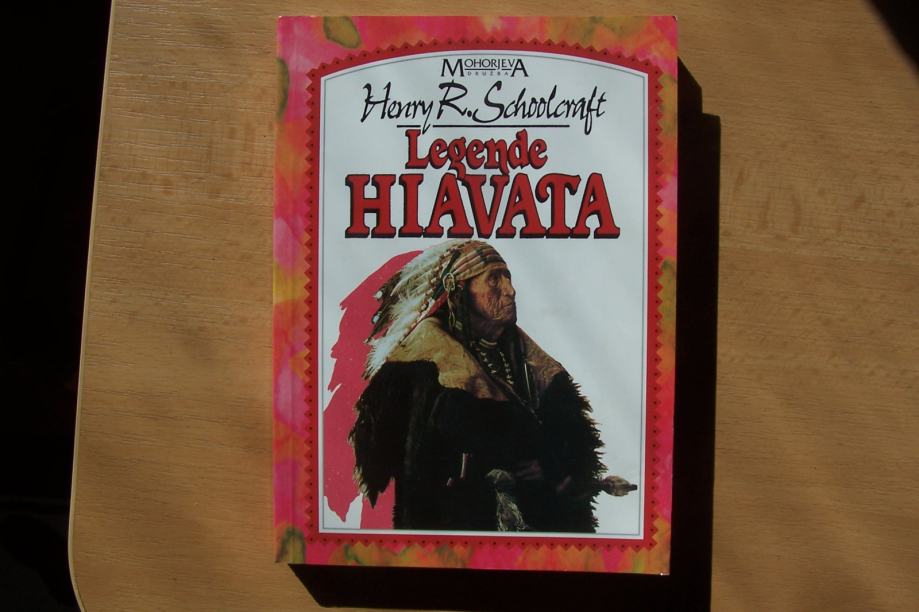 MOHORJEVA
DRUŽBA
Henry R. Schoolcraft
Legende
HIAVATA